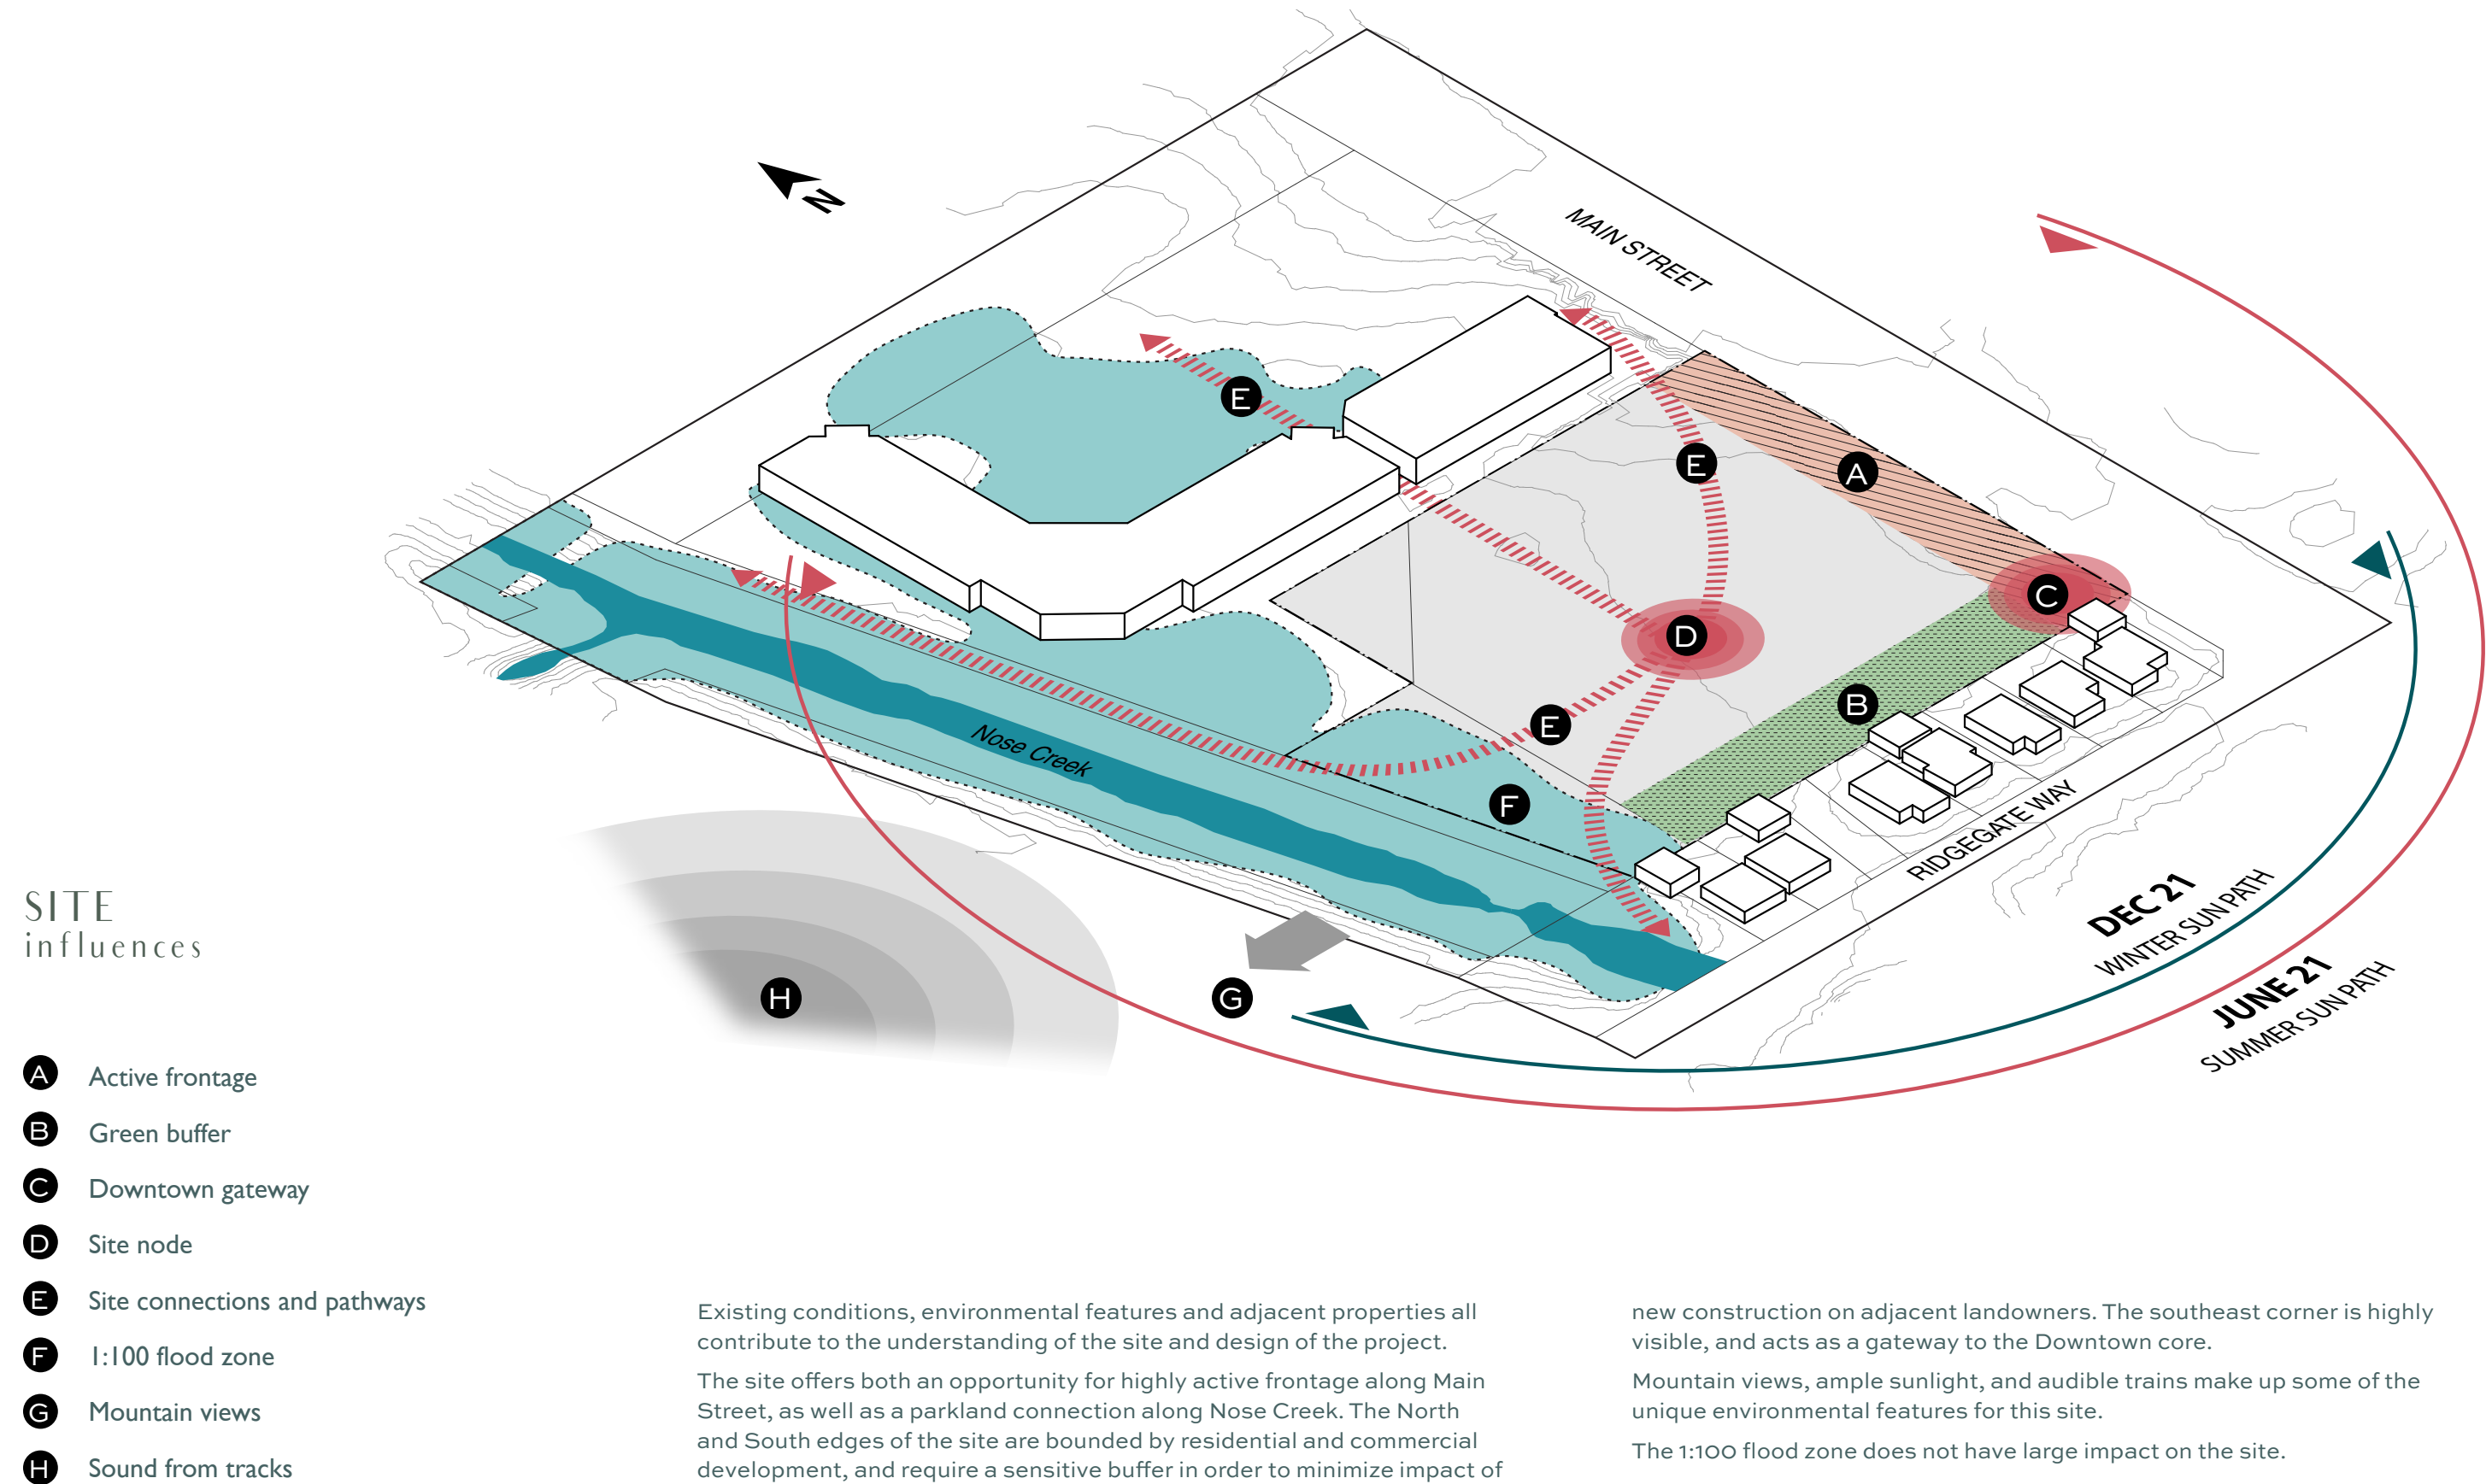 N
MAIN STREET
E
E
A
C
D
B
E
Nose Creek
F
RIDGEGATE WAY
DEC 21
WINTER SUN PATH
JUNE 21
SUMMER SUN PATH
H
G
SITE
influences
A Active frontage
B Green buffer
C Downtown gateway
D Site node
E Site connections and pathways
F 1:100 flood zone
G Mountain views
H Sound from tracks
Existing conditions, environmental features and adjacent properties all
contribute to the understanding of the site and design of the project.
The site offers both an opportunity for highly active frontage along Main
Street, as well as a parkland connection along Nose Creek. The North
and South edges of the site are bounded by residential and commercial
development, and require a sensitive buffer in order to minimize impact of
new construction on adjacent landowners. The southeast corner is highly
visible, and acts as a gateway to the Downtown core.
Mountain views, ample sunlight, and audible trains make up some of the
unique environmental features for this site.
The 1:100 flood zone does not have large impact on the site.